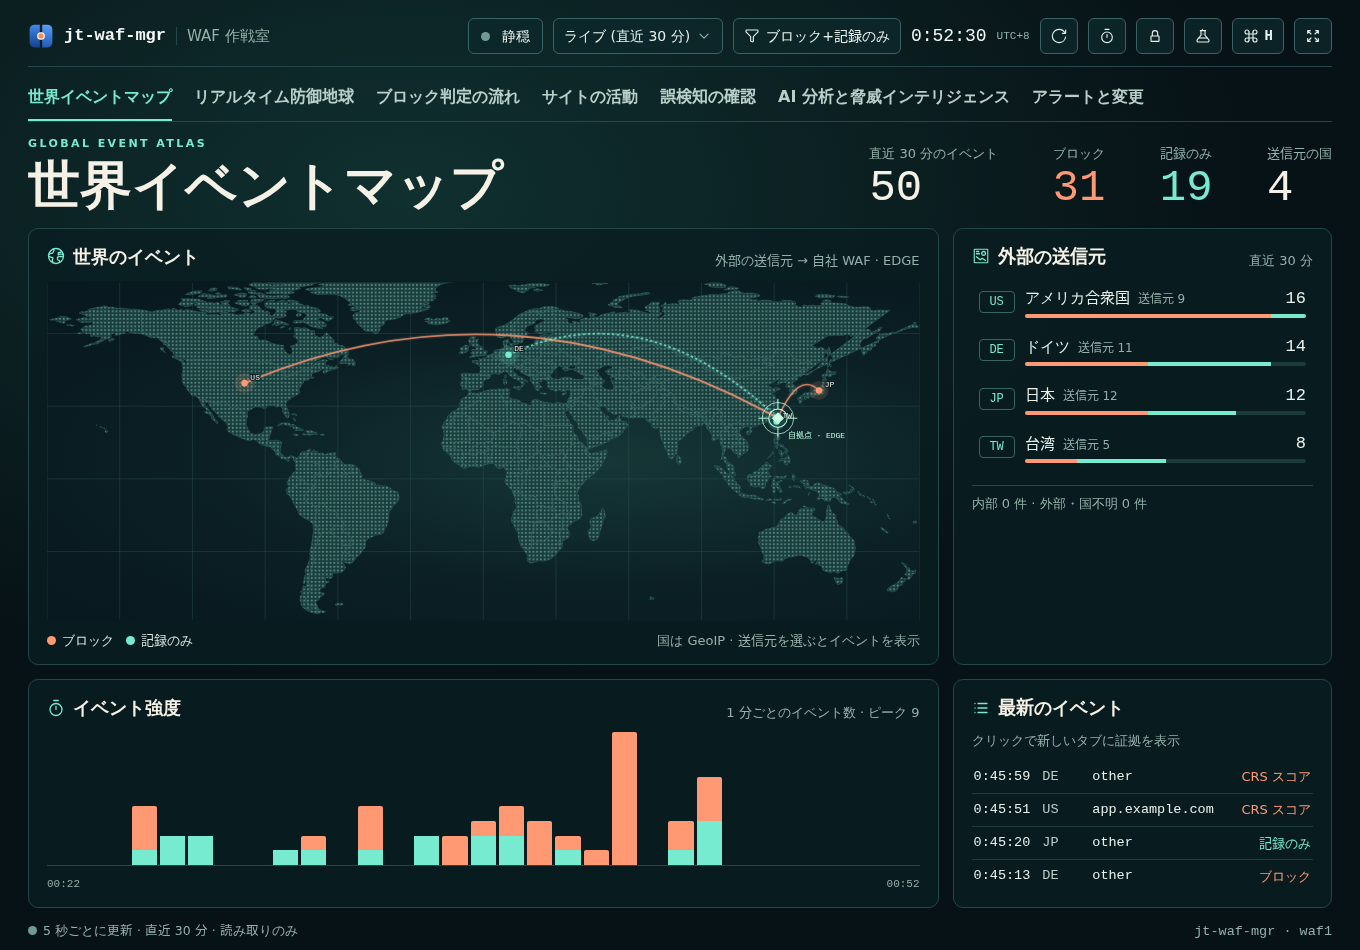 jt-waf-mgr WAF 作戦室
静穏 ライブ (直近 30 分) ブロック+記録のみ 0:52:30 UTC+8 ⌘ H
世界イベントマップ リアルタイム防御地球 ブロック判定の流れ サイトの活動 誤検知の確認 AI 分析と脅威インテリジェンス アラートと変更
GLOBAL EVENT ATLAS
世界イベントマップ
直近 30 分のイベント ブロック 記録のみ 送信元の国
50 31 19 4
世界のイベント
外部の送信元 → 自社 WAF · EDGE
US
DE
JP
自拠点 · EDGE
ブロック 記録のみ
国は GeoIP · 送信元を選ぶとイベントを表示
外部の送信元
直近 30 分
US アメリカ合衆国 送信元 9 16
DE ドイツ 送信元 11 14
JP 日本 送信元 12 12
TW 台湾 送信元 5 8
内部 0 件 · 外部・国不明 0 件
イベント強度
1 分ごとのイベント数 · ピーク 9
00:22 00:52
最新のイベント
クリックで新しいタブに証拠を表示
0:45:59 DE other CRS スコア
0:45:51 US app.example.com CRS スコア
0:45:20 JP other 記録のみ
0:45:13 DE other ブロック
5 秒ごとに更新 · 直近 30 分 · 読み取りのみ
jt-waf-mgr · waf1